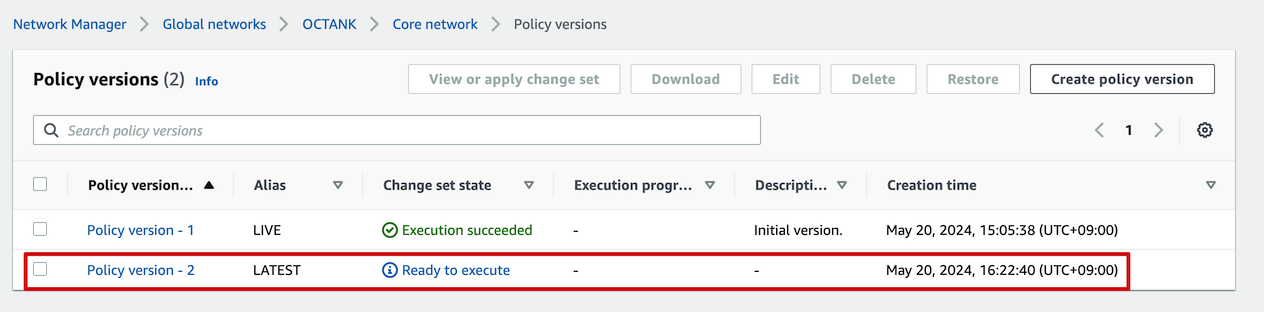 Network Manager > Global networks > OCTANK > Core network > Policy versions
Policy versions (2) Info View or apply change set Download Edit Delete Restore Create policy version
Search policy versions 1
Policy version... Alias Change set state Execution progr... Descripti... Creation time
Policy version - 1 LIVE Execution succeeded - Initial version. May 20, 2024, 15:05:38 (UTC+09:00)
Policy version - 2 LATEST Ready to execute - - May 20, 2024, 16:22:40 (UTC+09:00)